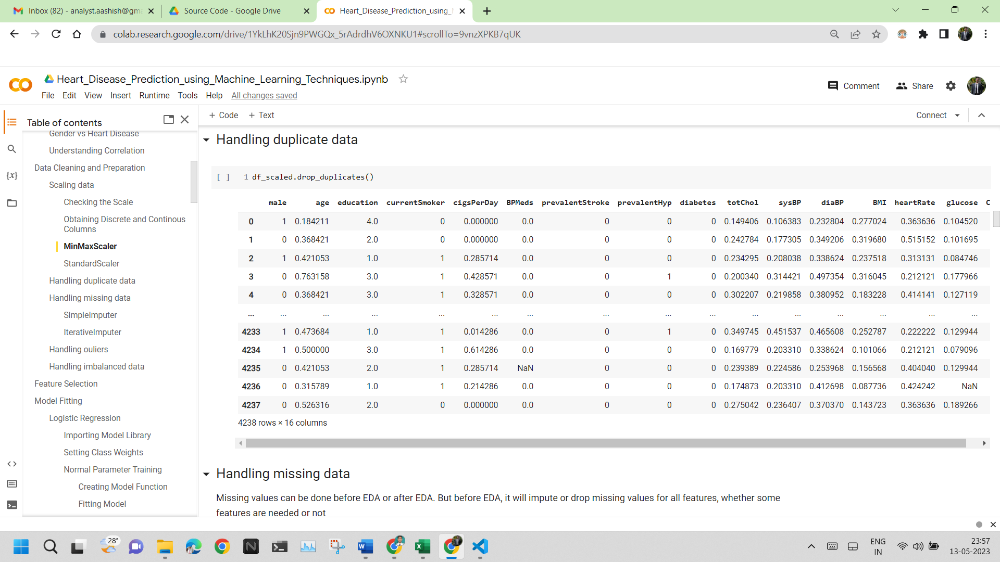 Inbox (82) - analyst.aashish@gm
Source Code - Google Drive
Heart_Disease_Prediction_using_
colab.research.google.com/drive/1YkLhK20Sjn9PWGQx_5rAdrdhV6OXNKU1#scrollTo=9vnzXPKB7qUK
Heart_Disease_Prediction_using_Machine_Learning_Techniques.ipynb
Comment Share
File Edit View Insert Runtime Tools Help All changes saved
Table of contents
Gender vs Heart Disease
Understanding Correlation
Data Cleaning and Preparation
Scaling data
Checking the Scale
Obtaining Discrete and Continous
Columns
MinMaxScaler
StandardScaler
Handling duplicate data
Handling missing data
SimpleImputer
IterativeImputer
Handling ouliers
Handling imbalanced data
Feature Selection
Model Fitting
Logistic Regression
Importing Model Library
Setting Class Weights
Normal Parameter Training
Creating Model Function
Fitting Model
+ Code + Text
Connect
Handling duplicate data
[ ] 1 df_scaled.drop_duplicates()
male age education currentSmoker cigsPerDay BPMeds prevalentStroke prevalentHyp diabetes totChol sysBP diaBP BMI heartRate glucose C
0 1 0.184211 4.0 0 0.000000 0.0 0 0 0 0.149406 0.106383 0.232804 0.277024 0.363636 0.104520
1 0 0.368421 2.0 0 0.000000 0.0 0 0 0 0.242784 0.177305 0.349206 0.319680 0.515152 0.101695
2 1 0.421053 1.0 1 0.285714 0.0 0 0 0 0.234295 0.208038 0.338624 0.237518 0.313131 0.084746
3 0 0.763158 3.0 1 0.428571 0.0 0 1 0 0.200340 0.314421 0.497354 0.316045 0.212121 0.177966
4 0 0.368421 3.0 1 0.328571 0.0 0 0 0 0.302207 0.219858 0.380952 0.183228 0.414141 0.127119
... ... ... ... ... ... ... ... ... ... ... ... ... ... ... ...
4233 1 0.473684 1.0 1 0.014286 0.0 0 1 0 0.349745 0.451537 0.465608 0.252787 0.222222 0.129944
4234 1 0.500000 3.0 1 0.614286 0.0 0 0 0 0.169779 0.203310 0.338624 0.101066 0.212121 0.079096
4235 0 0.421053 2.0 1 0.285714 NaN 0 0 0 0.239389 0.224586 0.253968 0.156568 0.404040 0.129944
4236 0 0.315789 1.0 1 0.214286 0.0 0 0 0 0.174873 0.203310 0.412698 0.087736 0.424242 NaN
4237 0 0.526316 2.0 0 0.000000 0.0 0 0 0 0.275042 0.236407 0.370370 0.143723 0.363636 0.189266
4238 rows × 16 columns
Handling missing data
Missing values can be done before EDA or after EDA. But before EDA, it will impute or drop missing values for all features, whether some
features are needed or not
28°
ENG
IN
23:57
13-05-2023